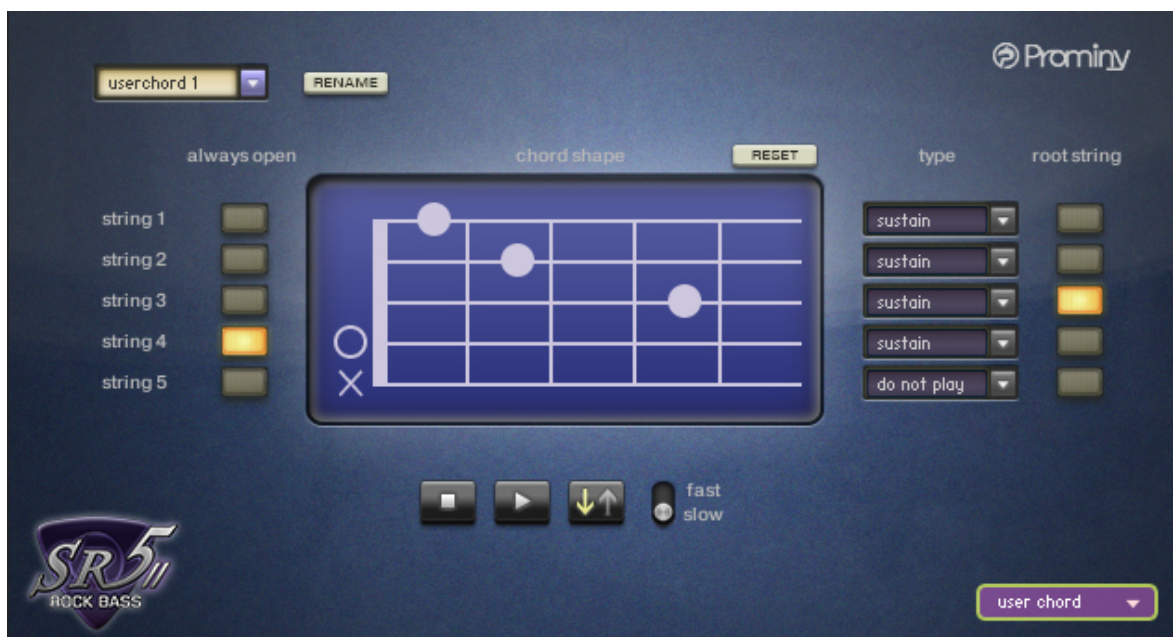 Prominy
userchord 1
RENAME
always open
chord shape
RESET
type
root string
string 1
sustain
string 2
sustain
string 3
sustain
string 4
sustain
string 5
do not play
fast
slow
SR5 II
ROCK BASS
user chord